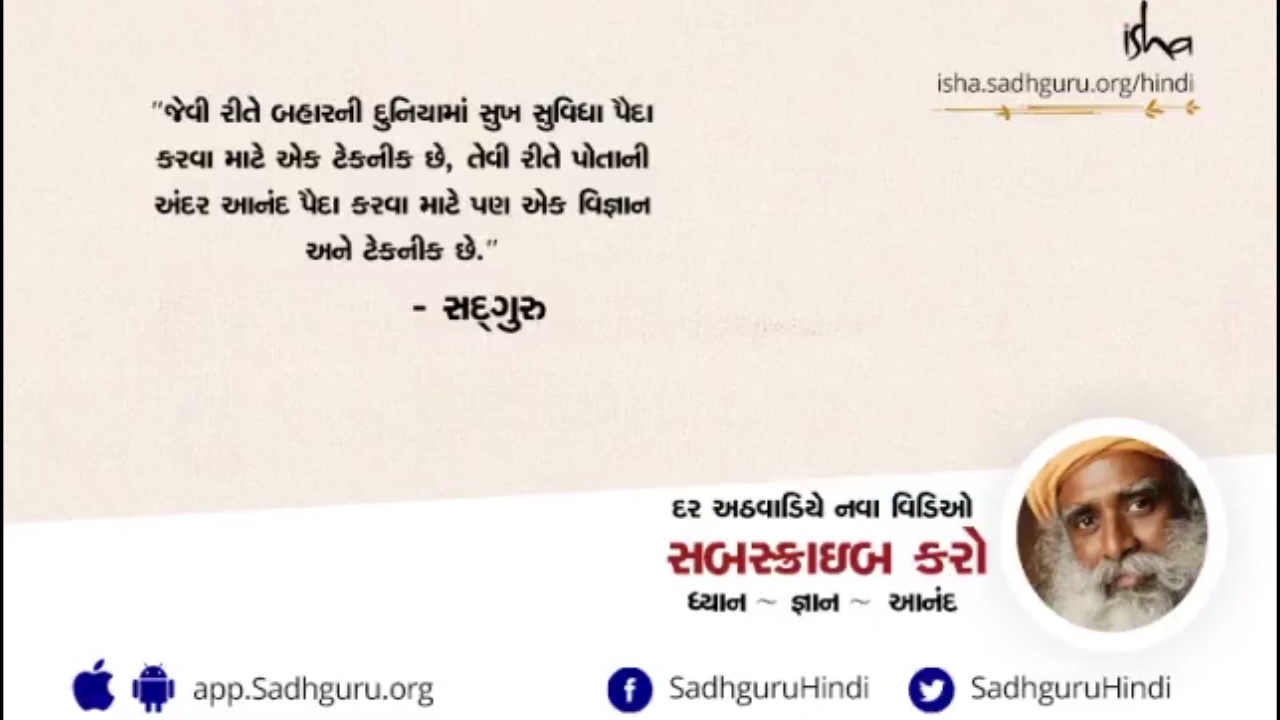 isha
isha.sadhguru.org/hindi
"જેવી રીતે બહારની દુનિયામાં સુખ સુવિધા પૈદા
કરવા માટે એક ટેકનીક છે, તેવી રીતે પોતાની
અંદર આનંદ પૈદા કરવા માટે પણ એક વિજ્ઞાન
અને ટેકનીક છે."
- સદ્‌ગુરુ
દર અઠવાડિયે નવા વિડિઓ
સબસ્ક્રાઇબ કરો
ધ્યાન ~ જ્ઞાન ~ આનંદ
app.Sadhguru.org
SadhguruHindi
SadhguruHindi